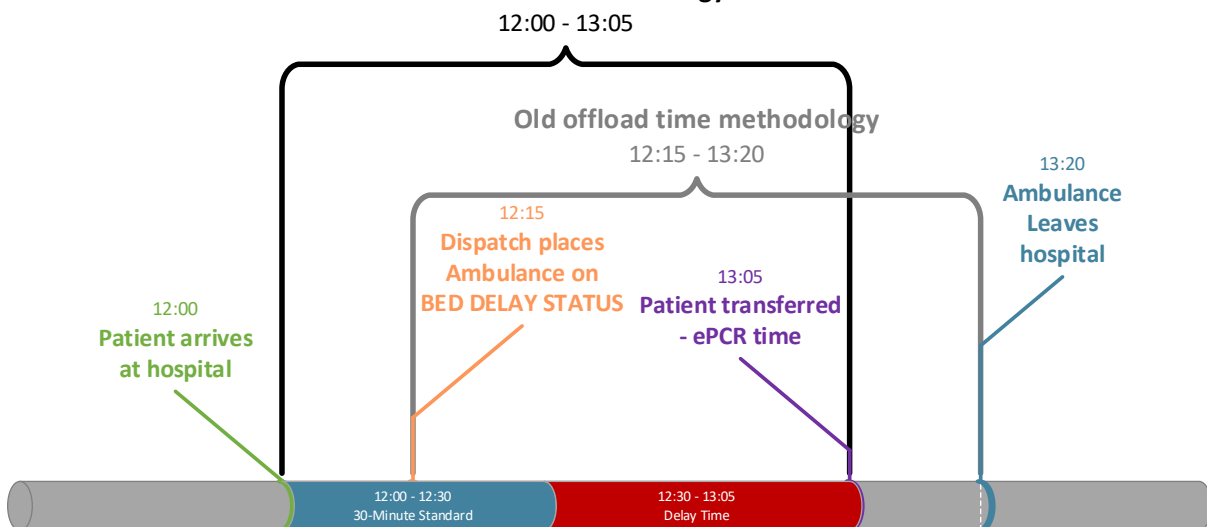 12:00 - 13:05
Old offload time methodology
12:15 - 13:20
13:20
Ambulance
Leaves
hospital
12:15
Dispatch places
Ambulance on
BED DELAY STATUS
13:05
Patient transferred
- ePCR time
12:00
Patient arrives
at hospital
12:00 - 12:30
30-Minute Standard
12:30 - 13:05
Delay Time